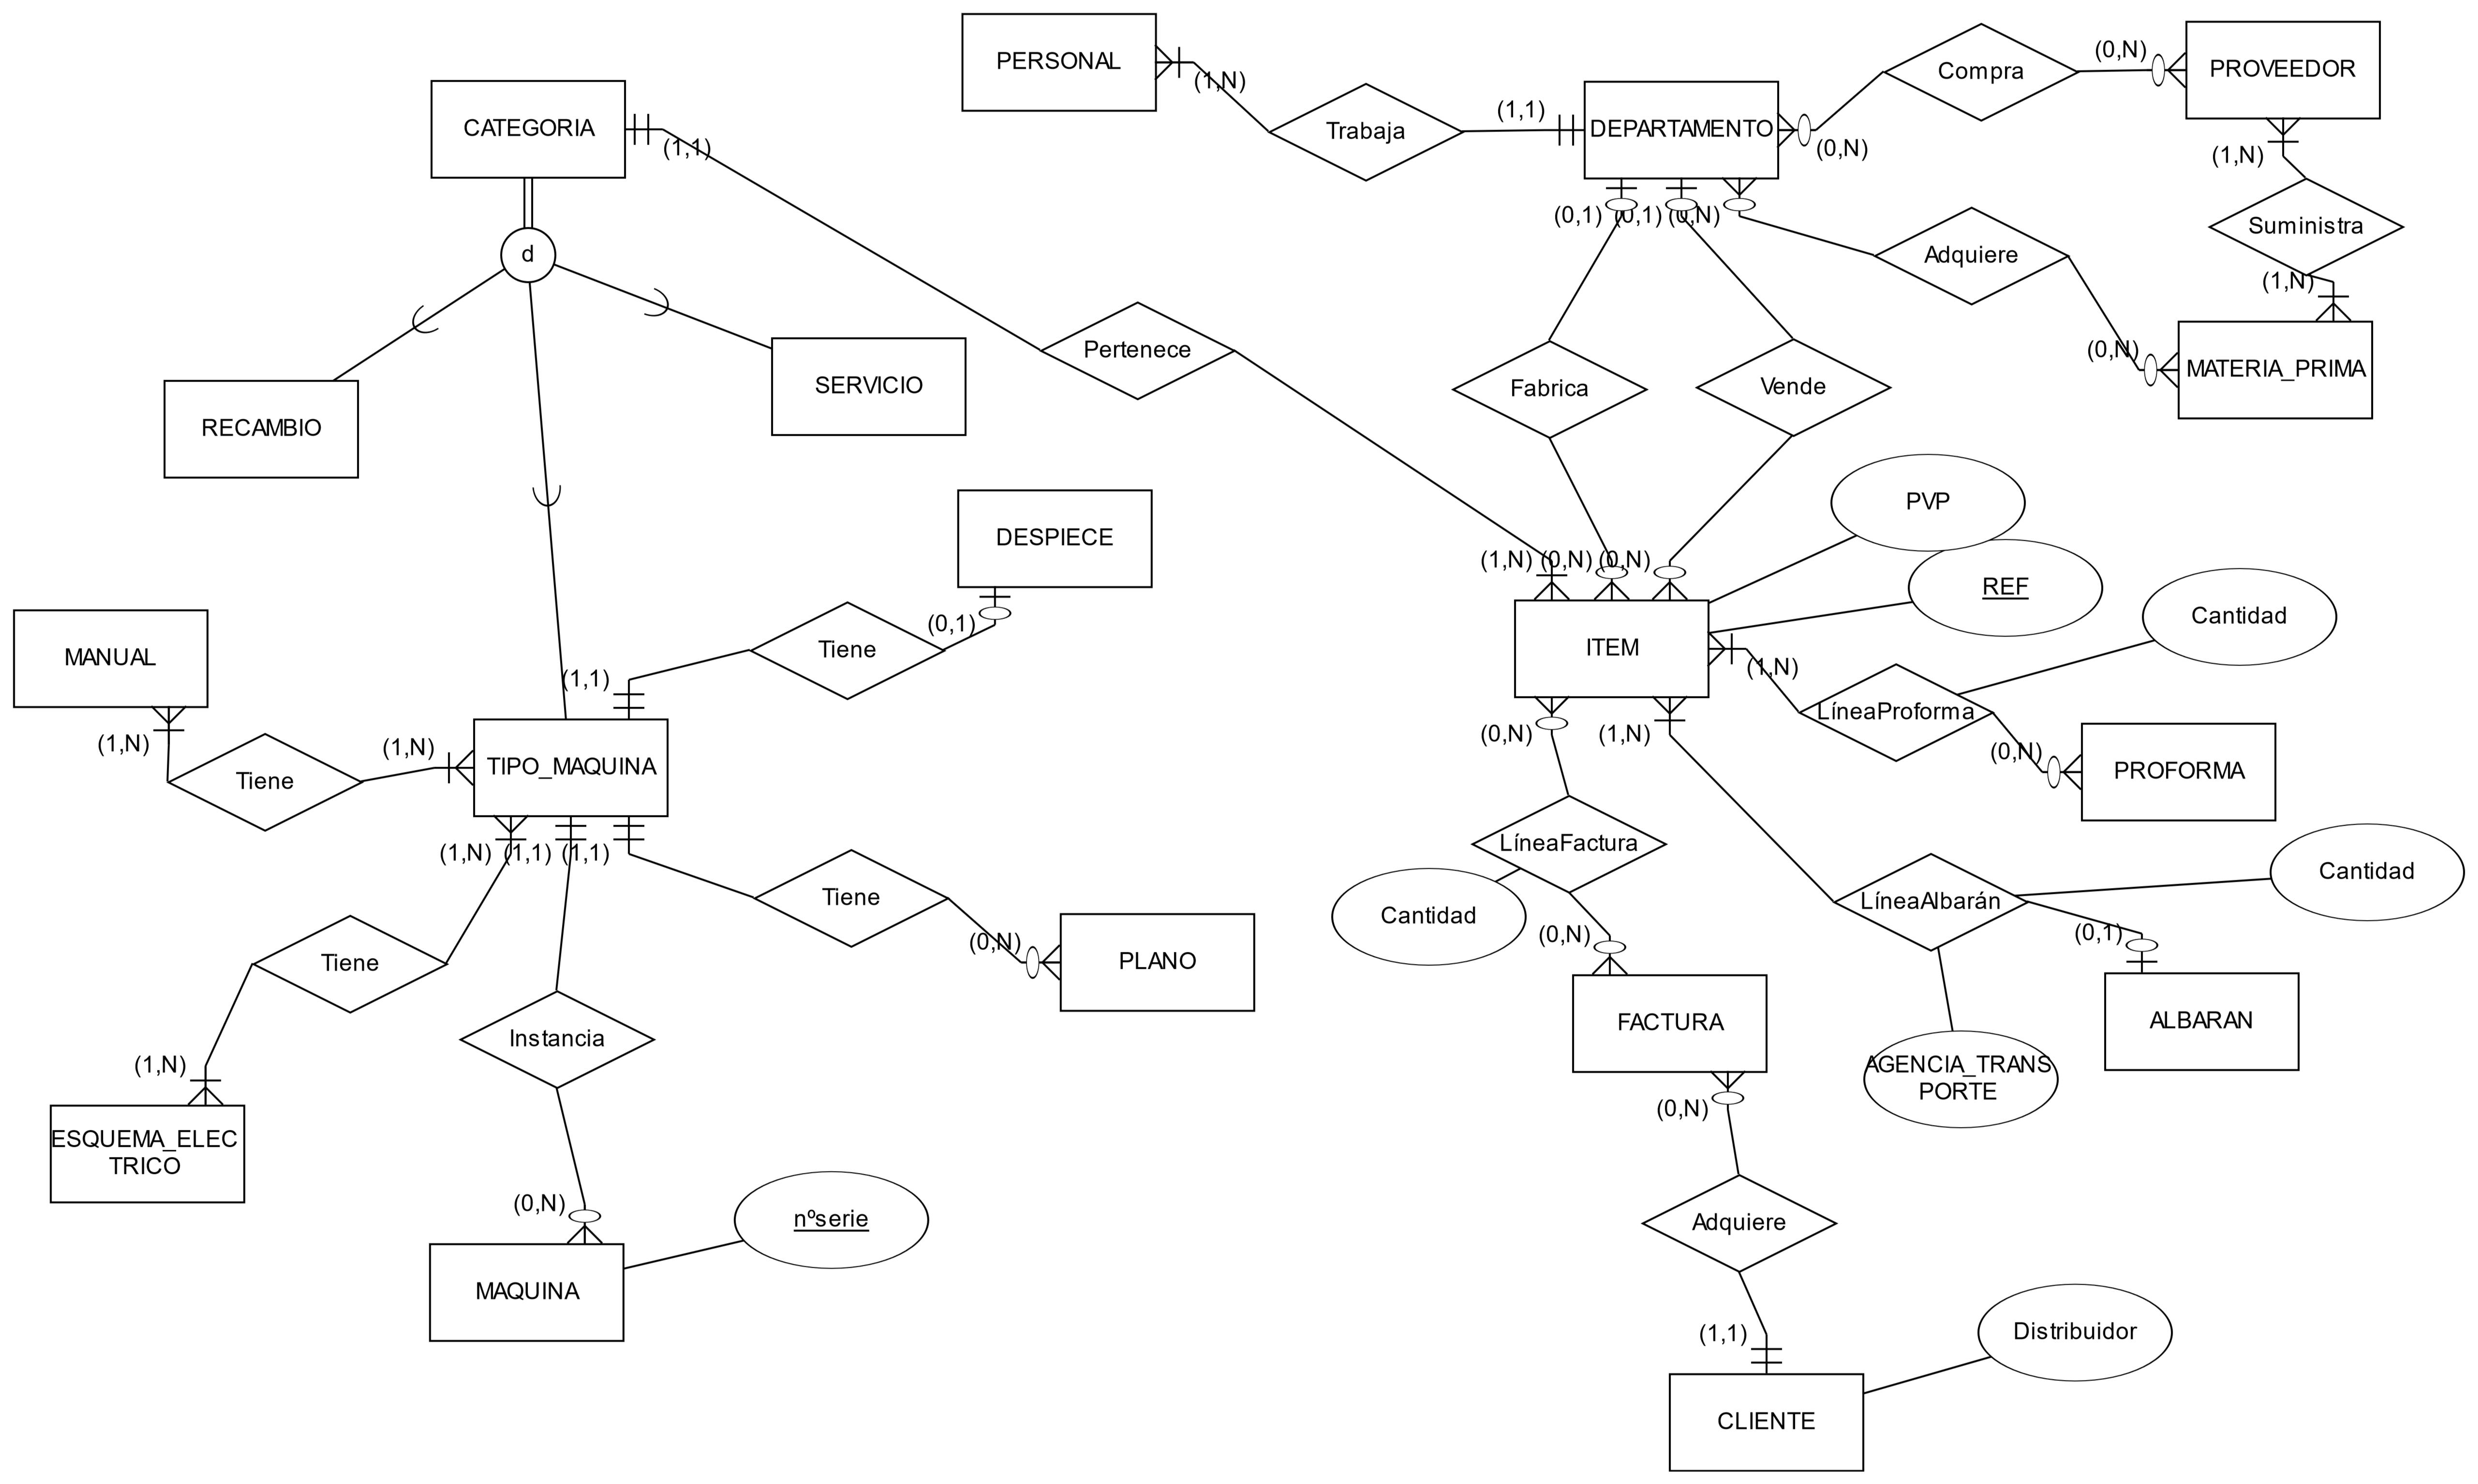 PERSONAL
(1,N)
Trabaja
(1,1)
DEPARTAMENTO
(0,N)
Compra
(0,N)
PROVEEDOR
(1,N)
Suministra
(1,N)
MATERIA_PRIMA
(0,N)
Adquiere
(0,1)
(0,1)
(0,N)
CATEGORIA
(1,1)
d
RECAMBIO
SERVICIO
Pertenece
Fabrica
Vende
(1,N)
(0,N)
(0,N)
PVP
REF
ITEM
Cantidad
(1,N)
LíneaProforma
(0,N)
PROFORMA
DESPIECE
(0,1)
Tiene
(1,1)
MANUAL
(1,N)
Tiene
(1,N)
TIPO_MAQUINA
(1,N)
(1,1)
(1,1)
Tiene
(0,N)
PLANO
Tiene
(1,N)
ESQUEMA_ELEC
TRICO
Instancia
(0,N)
nºserie
MAQUINA
(0,N)
(1,N)
LíneaFactura
Cantidad
(0,N)
FACTURA
LíneaAlbarán
Cantidad
(0,1)
ALBARAN
AGENCIA_TRANS
PORTE
(0,N)
Adquiere
(1,1)
Distribuidor
CLIENTE